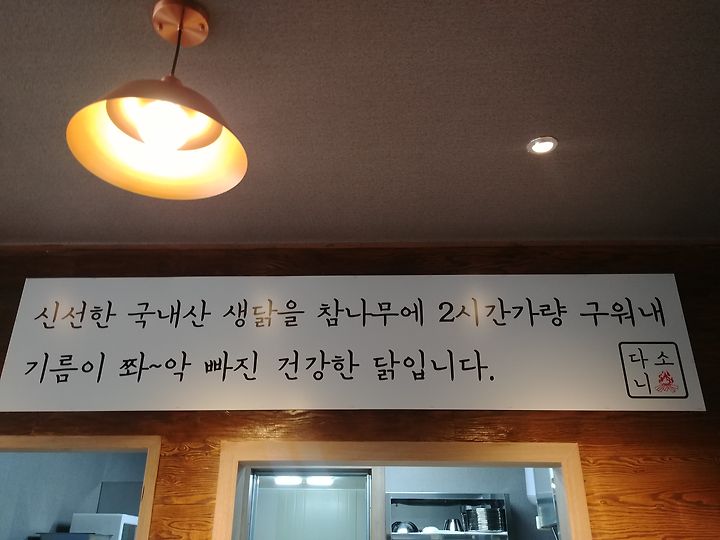 신선한 국내산 생닭을 참나무에 2시간가량 구워내
기름이 쫘~악 빠진 건강한 닭입니다.
다소
니